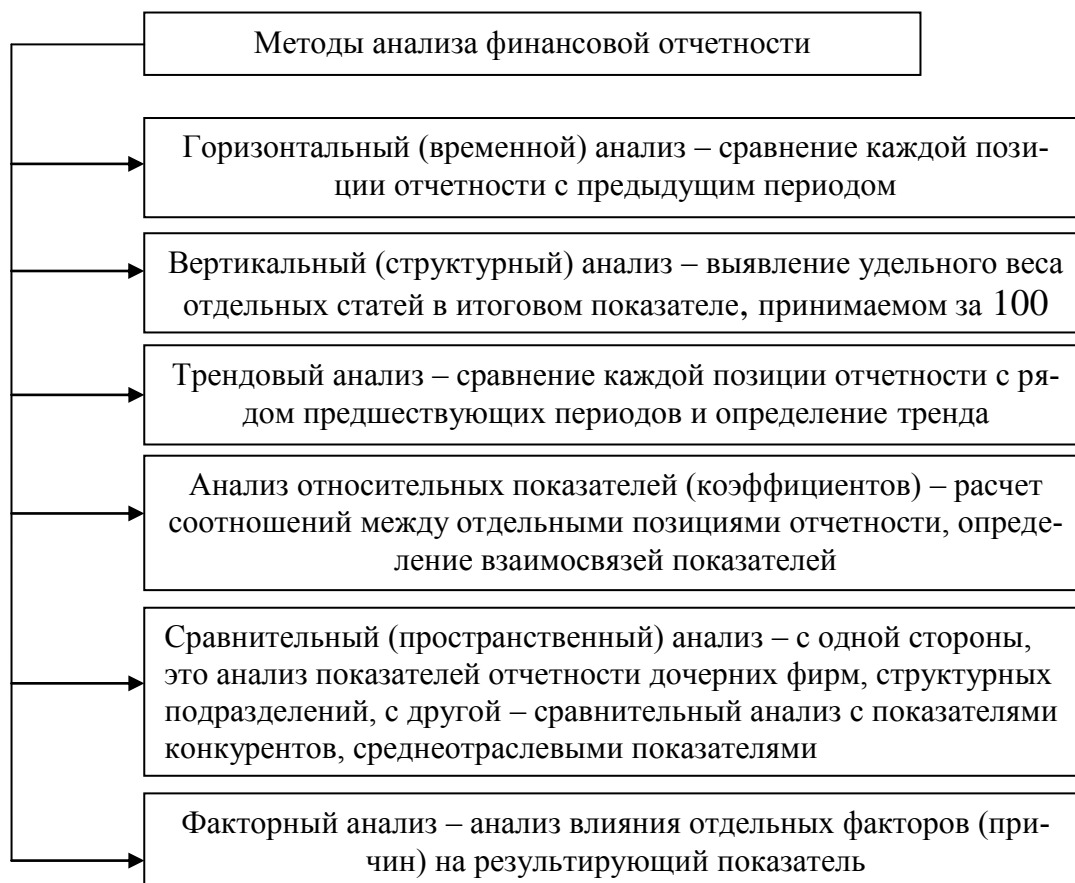 Методы анализа финансовой отчетности
Горизонтальный (временной) анализ – сравнение каждой пози-
ции отчетности с предыдущим периодом
Вертикальный (структурный) анализ – выявление удельного веса
отдельных статей в итоговом показателе, принимаемом за 100
Трендовый анализ – сравнение каждой позиции отчетности с ря-
дом предшествующих периодов и определение тренда
Анализ относительных показателей (коэффициентов) – расчет
соотношений между отдельными позициями отчетности, опреде-
ление взаимосвязей показателей
Сравнительный (пространственный) анализ – с одной стороны,
это анализ показателей отчетности дочерних фирм, структурных
подразделений, с другой – сравнительный анализ с показателями
конкурентов, среднеотраслевыми показателями
Факторный анализ – анализ влияния отдельных факторов (при-
чин) на результирующий показатель